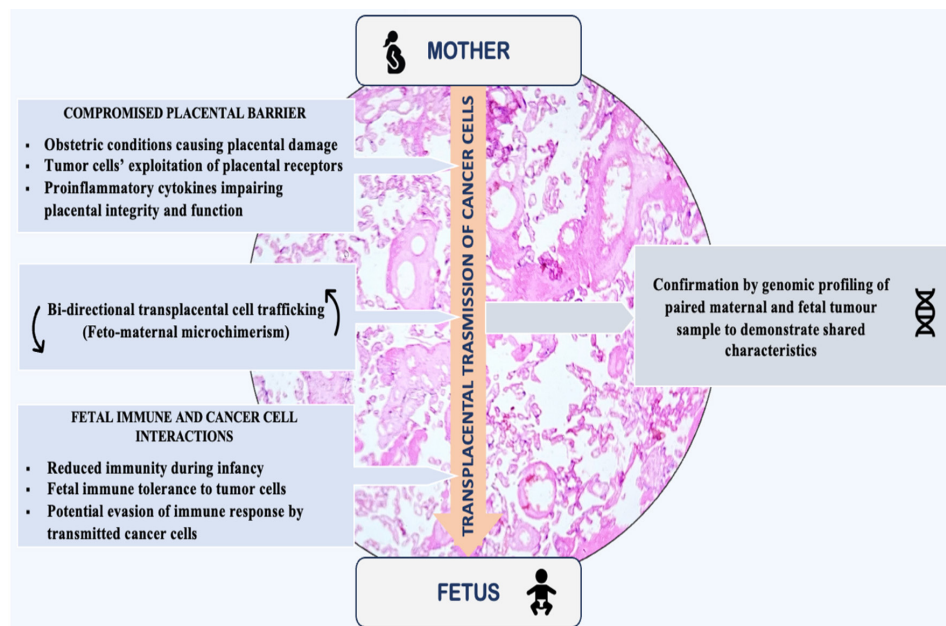 MOTHER
COMPROMISED PLACENTAL BARRIER
▪ Obstetric conditions causing placental damage
▪ Tumor cells’ exploitation of placental receptors
▪ Proinflammatory cytokines impairing
placental integrity and function
Bi-directional transplacental cell trafficking
(Feto-maternal microchimerism)
FETAL IMMUNE AND CANCER CELL
INTERACTIONS
▪ Reduced immunity during infancy
▪ Fetal immune tolerance to tumor cells
▪ Potential evasion of immune response by
transmitted cancer cells
TRANSPLACENTAL TRASMISSION OF CANCER CELLS
Confirmation by genomic profiling of
paired maternal and fetal tumour
sample to demonstrate shared
characteristics
FETUS